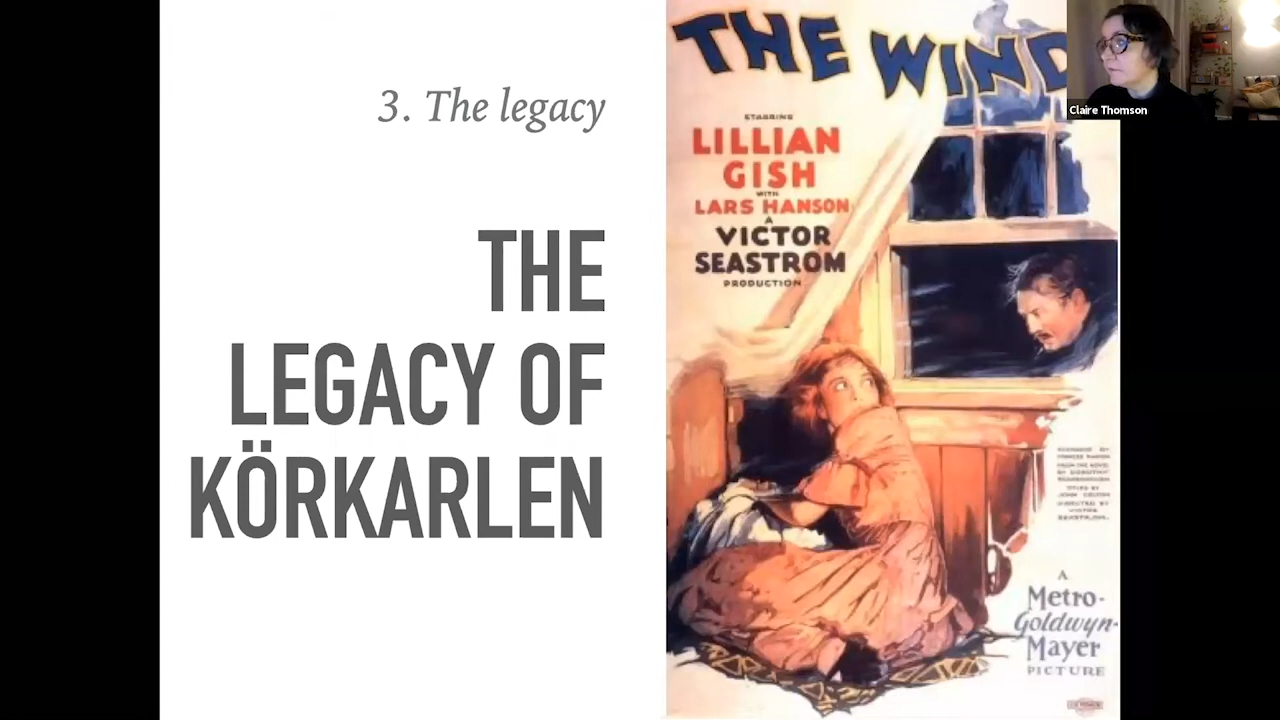 3. The legacy
THE
LEGACY OF
KÖRKARLEN
THE WIND
STARRING
LILLIAN
GISH
WITH
LARS HANSON
A
VICTOR
SEASTROM
PRODUCTION
A
Metro-
Goldwyn-
Mayer
PICTURE
Claire Thomson